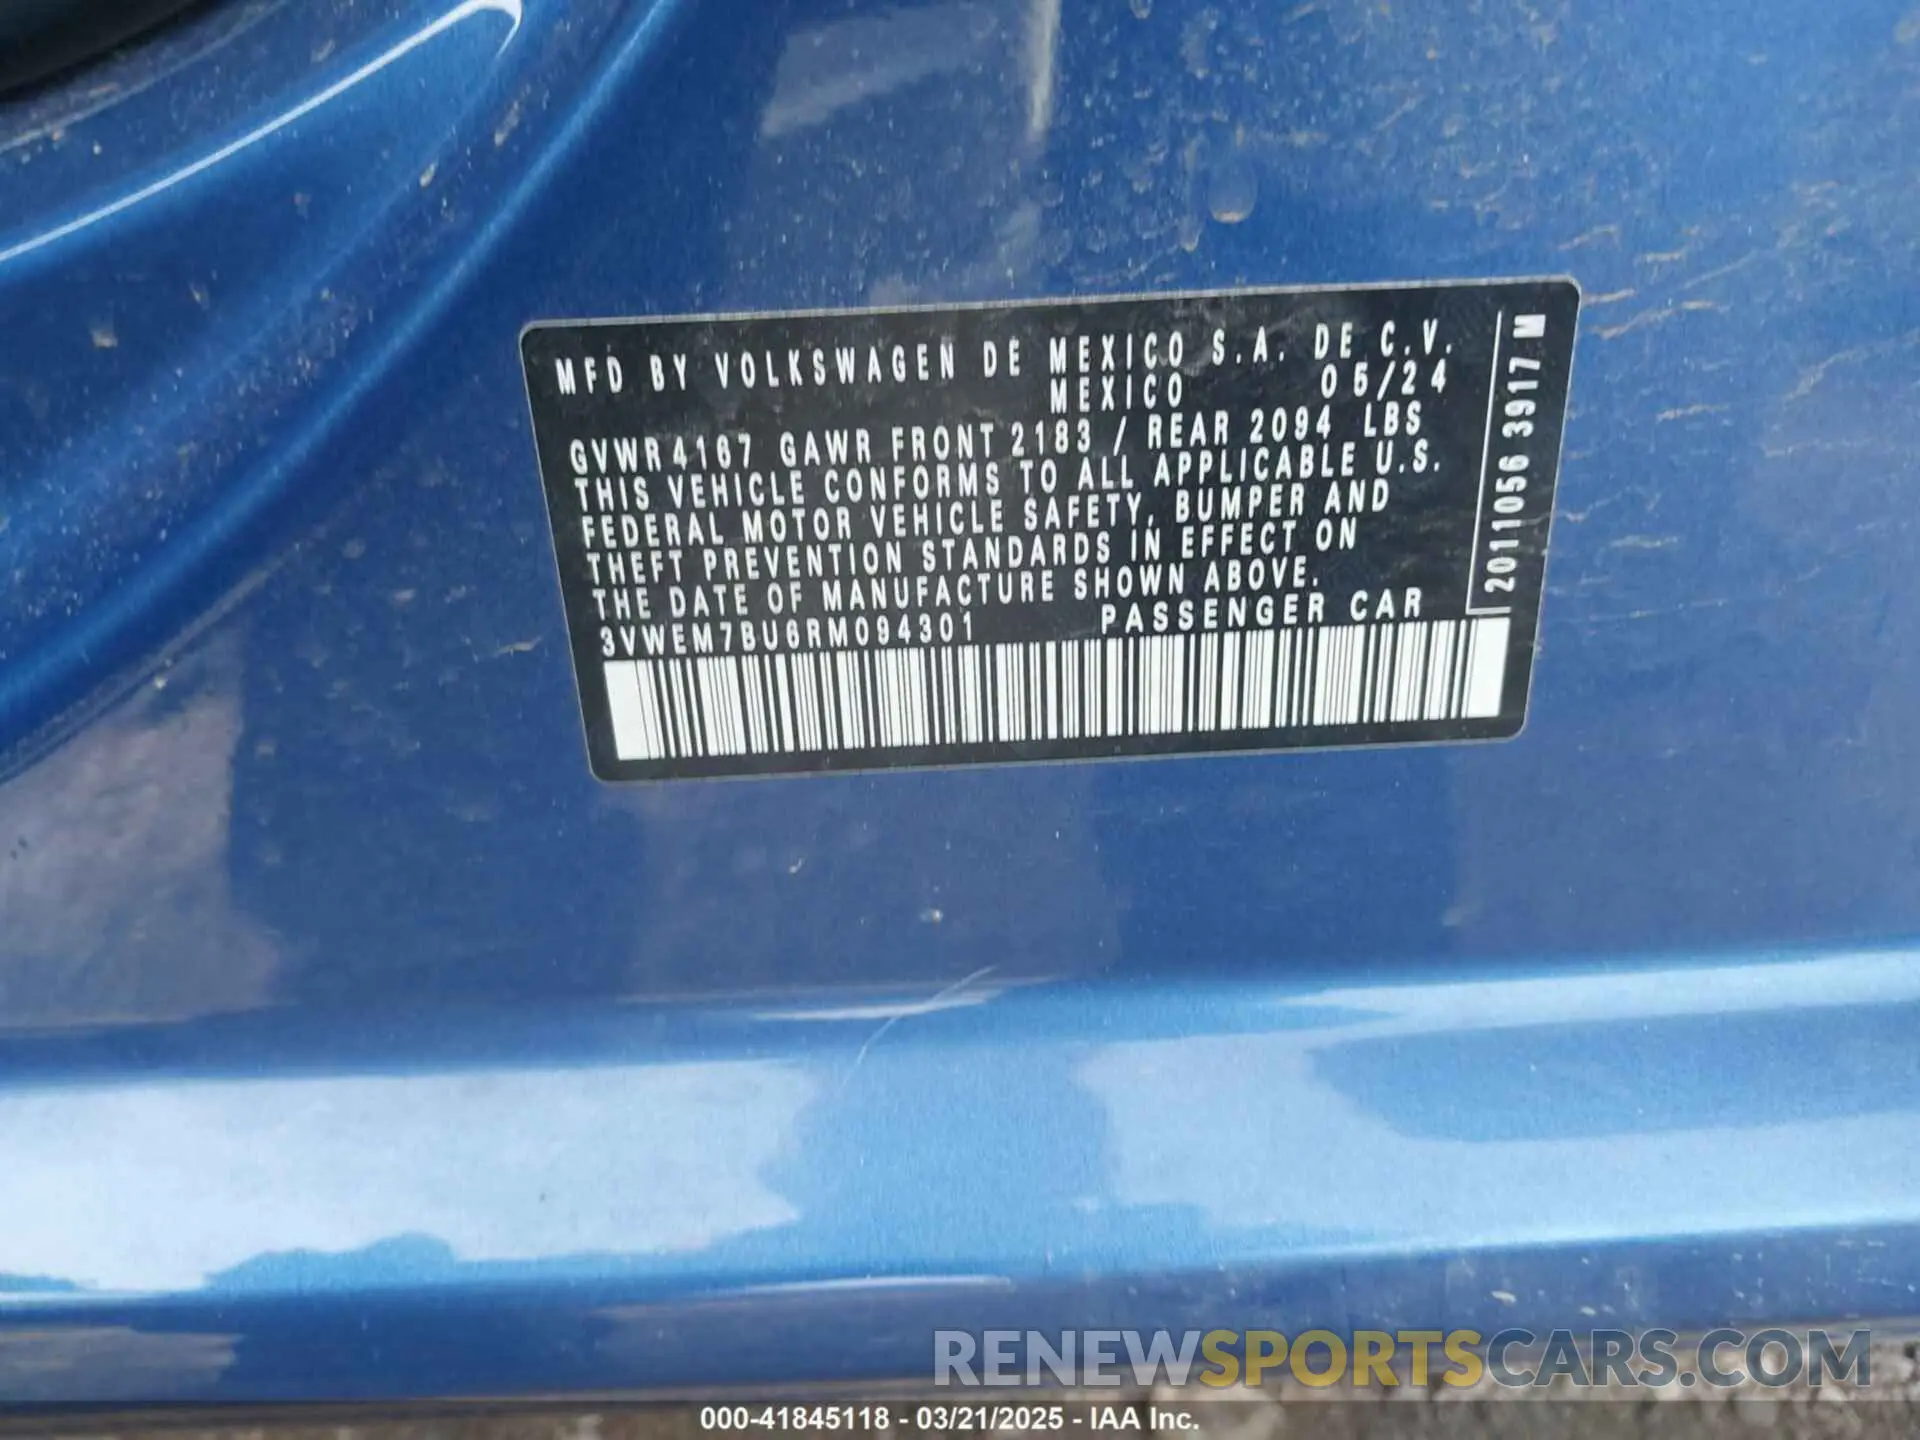 MFD BY VOLKSWAGEN DE MEXICO S.A. DE C.V.
MEXICO 05/24
GVWR 4167 GAWR FRONT 2183 / REAR 2094 LBS
THIS VEHICLE CONFORMS TO ALL APPLICABLE U.S.
FEDERAL MOTOR VEHICLE SAFETY, BUMPER AND
THEFT PREVENTION STANDARDS IN EFFECT ON
THE DATE OF MANUFACTURE SHOWN ABOVE.
3VWEM7BU6RM094301 PASSENGER CAR
2011056 3917 M
RENEWSPORTSCARS.COM
000-41845118 - 03/21/2025 - IAA Inc.